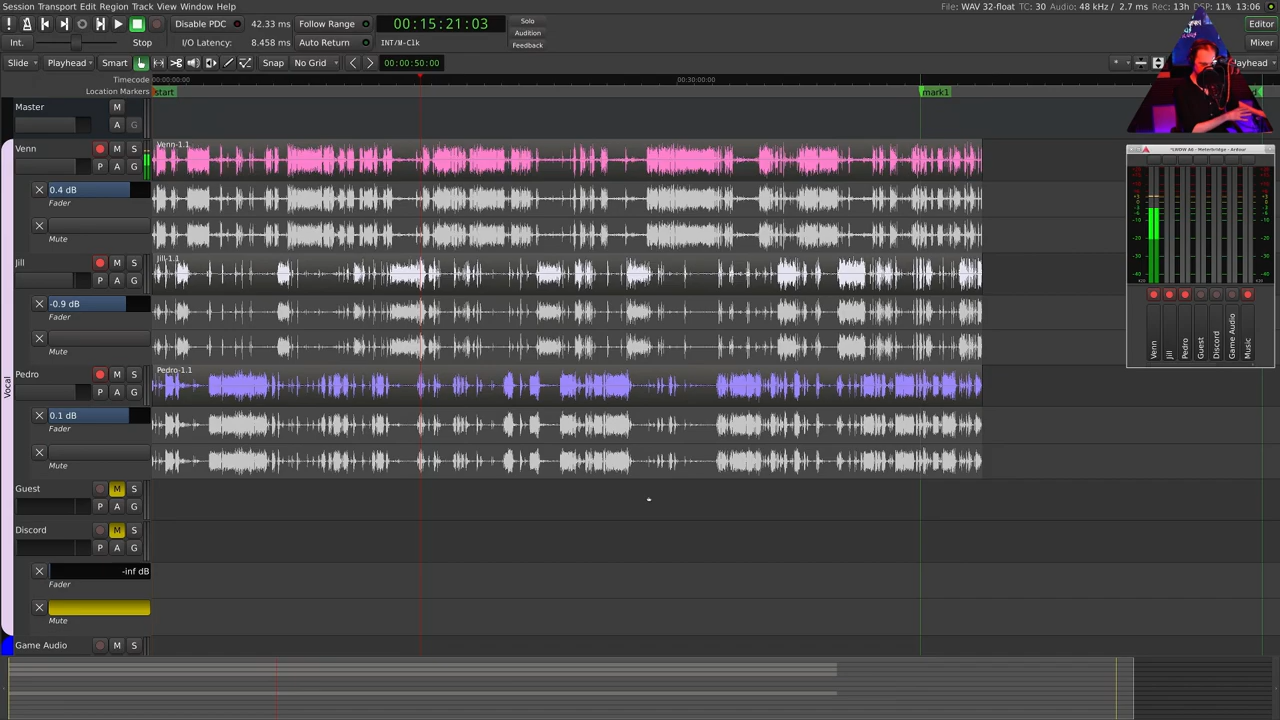 Session Transport Edit Region Track View Window Help
File: WAV 32-float TC: 30 Audio: 48 kHz / 2.7 ms Rec: 13h DSP: 11% 13:06
Disable PDC 42.33 ms Follow Range 00:15:21:03 Solo Audition Feedback Editor
Int. Stop I/O Latency: 8.458 ms Auto Return INT/M-Clk Mixer
Slide Playhead Smart Snap No Grid 00:00:50:00
Timecode 00:00:00:00 00:30:00:00
Location Markers start mark1
Master M
A G
Venn M S Venn-1.1
P A G
0.4 dB
Fader
Mute
Jill M S Jill-1.1
P A G
-0.9 dB
Fader
Mute
Pedro M S Pedro-1.1
P A G
0.1 dB
Fader
Mute
Vocal
Guest M S
P A G
Discord M S
P A G
-inf dB
Fader
Mute
Game Audio M S
Venn Jill Pedro Guest Discord Game Audio Music